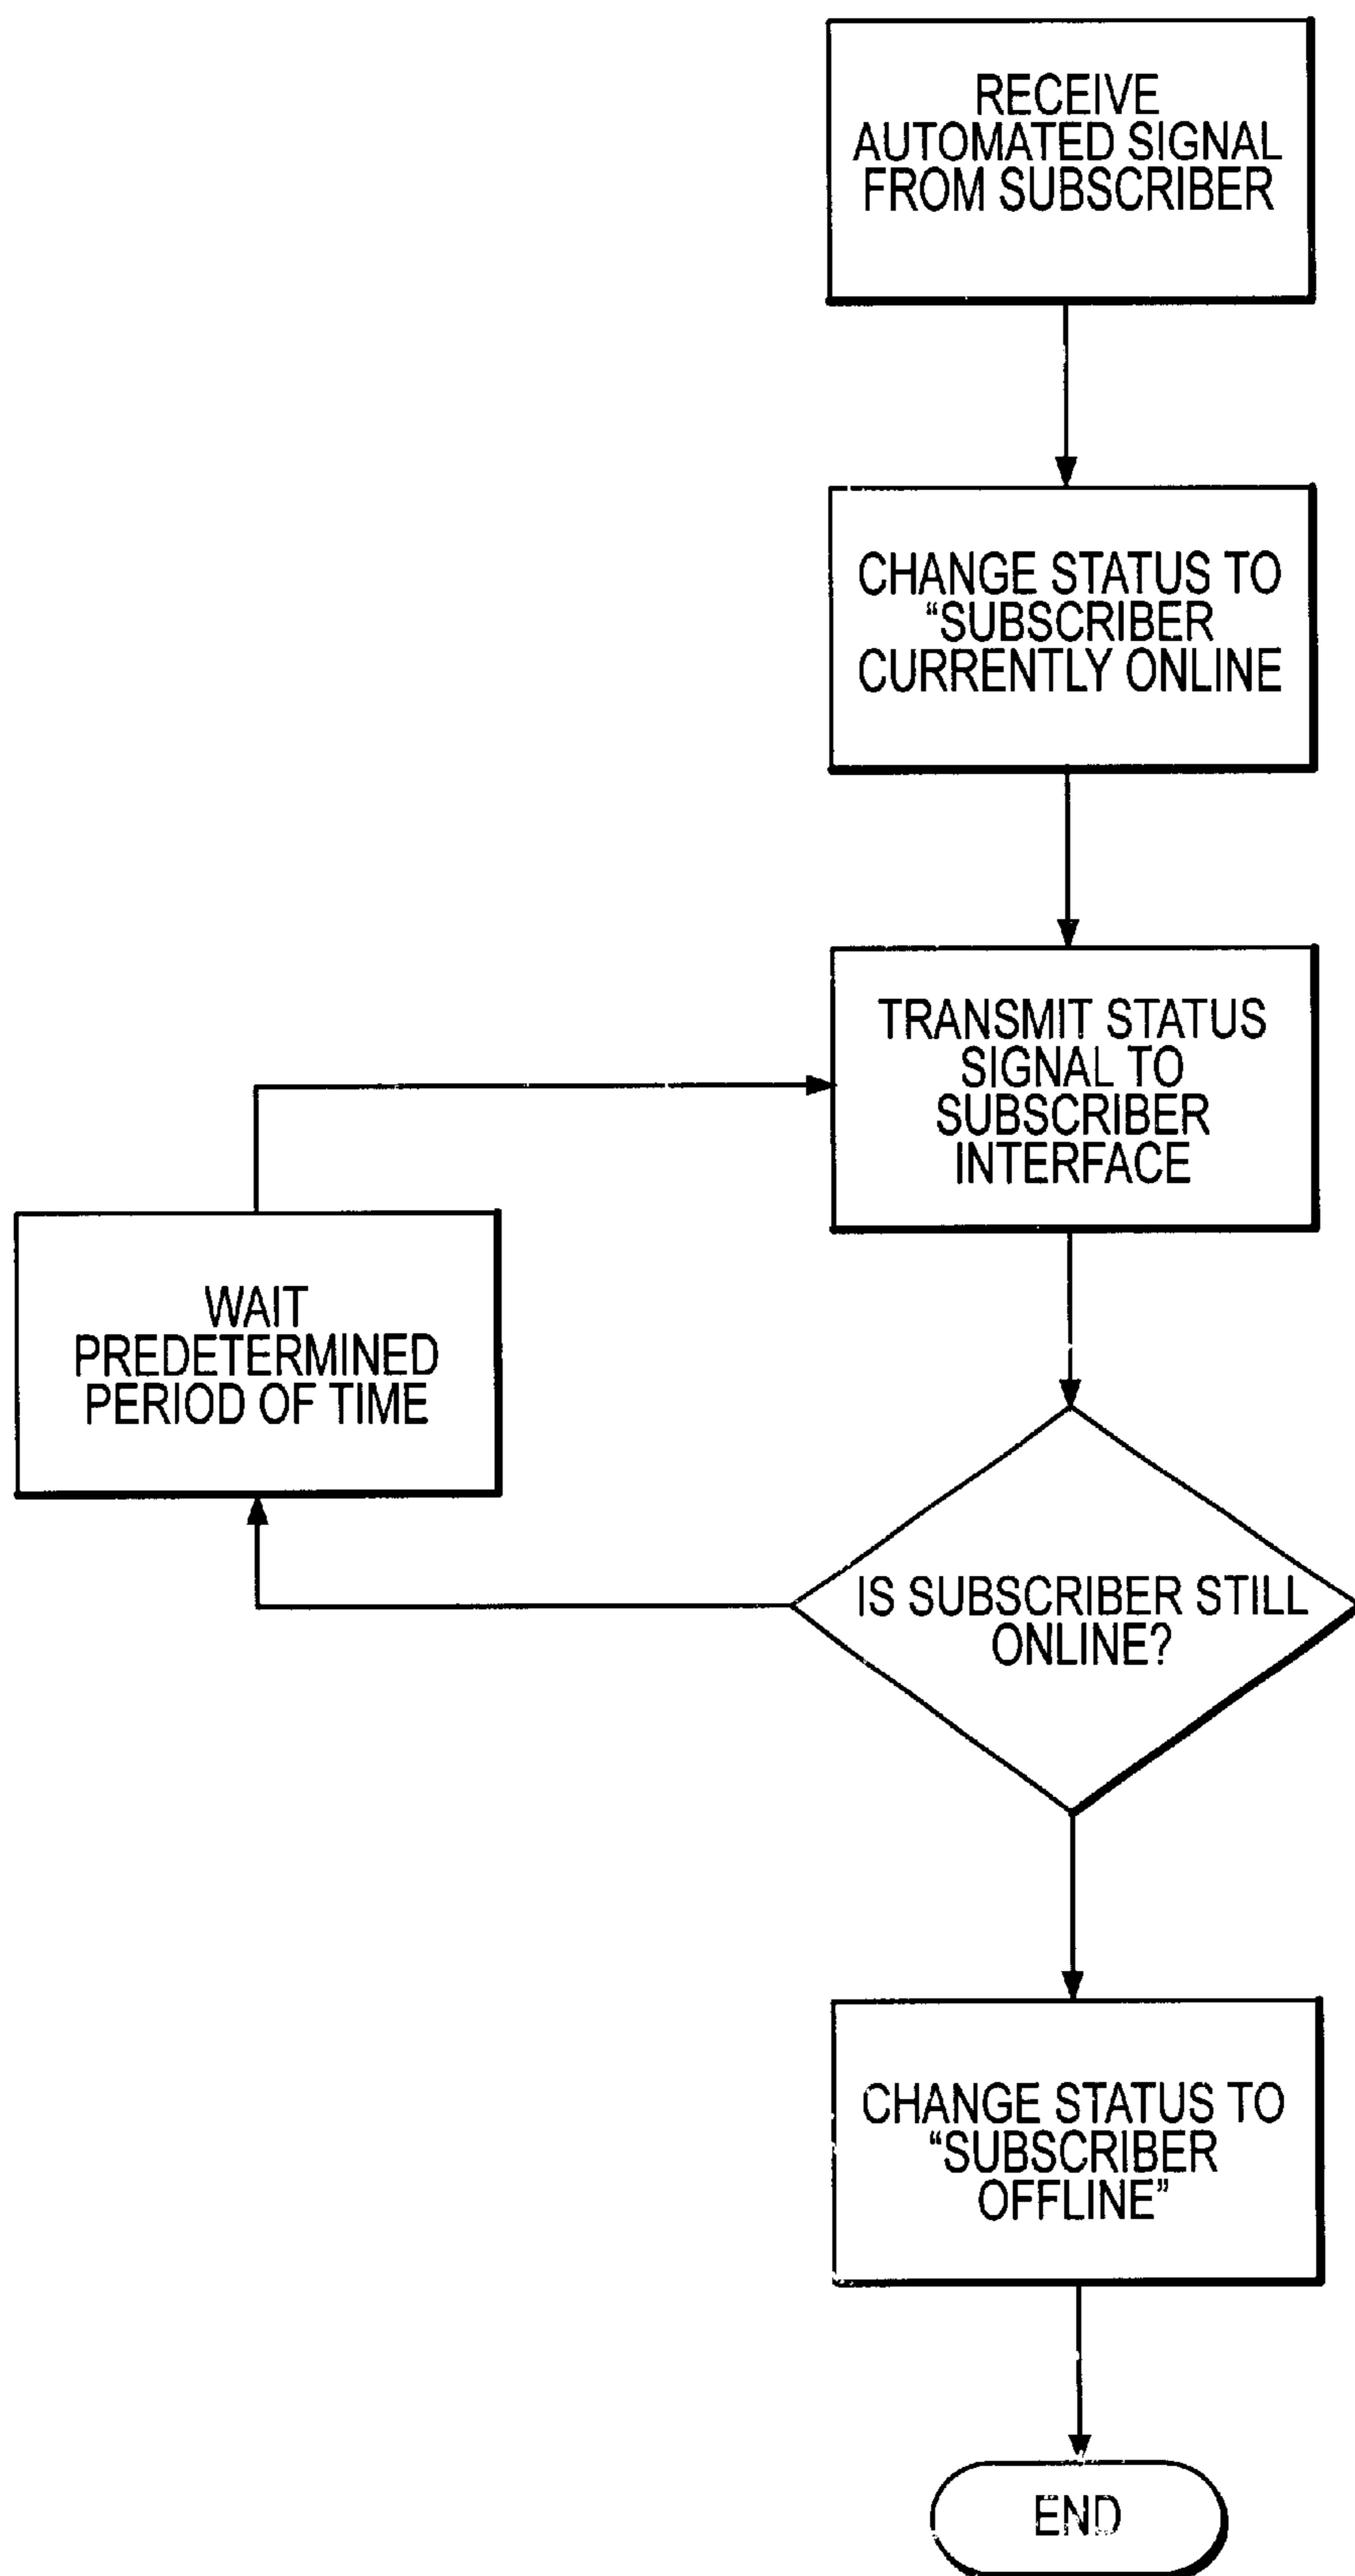 RECEIVE
AUTOMATED SIGNAL
FROM SUBSCRIBER
CHANGE STATUS TO
“SUBSCRIBER
CURRENTLY ONLINE
TRANSMIT STATUS
SIGNAL TO
SUBSCRIBER
INTERFACE
WAIT
PREDETERMINED
PERIOD OF TIME
IS SUBSCRIBER STILL
ONLINE?
CHANGE STATUS TO
“SUBSCRIBER
OFFLINE”
END